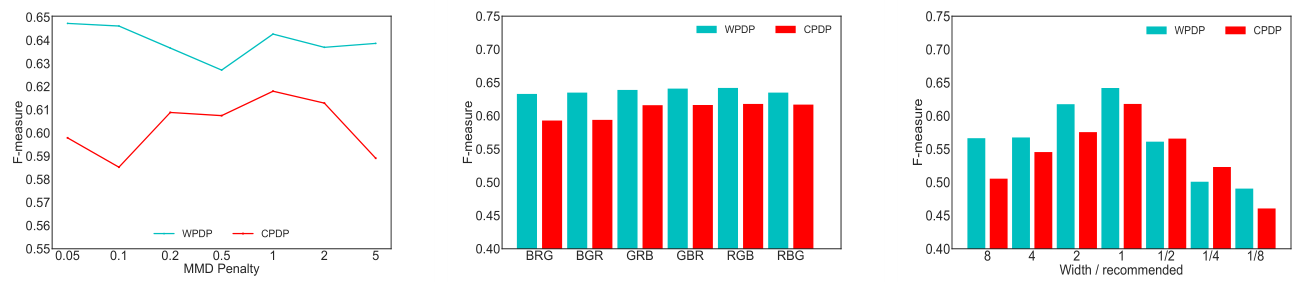 0.65
0.64
0.63
0.62
0.61
0.60
0.59
0.58
0.57
0.56
0.55
F-measure
WPDP CPDP
0.05 0.1 0.2 0.5 1 2 5
MMD Penalty
0.75
0.70
0.65
0.60
0.55
0.50
0.45
0.40
F-measure
WPDP CPDP
BRG BGR GRB GBR RGB RBG
0.75
0.70
0.65
0.60
0.55
0.50
0.45
0.40
F-measure
WPDP CPDP
8 4 2 1 1/2 1/4 1/8
Width / recommended